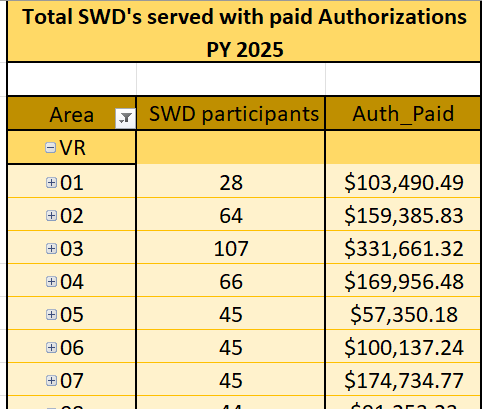 Total SWD's served with paid Authorizations
PY 2025
Area SWD participants Auth_Paid
VR
01 28 $103,490.49
02 64 $159,385.83
03 107 $331,661.32
04 66 $169,956.48
05 45 $57,350.18
06 45 $100,137.24
07 45 $174,734.77